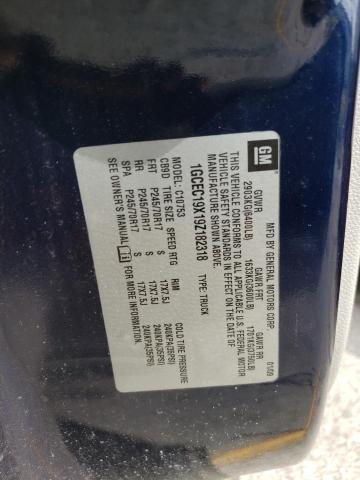 GM
MFD BY GENERAL MOTORS CORP. 01/09
GVWR GAWR FRT GAWR RR
2903KG(6400LB) 1633KG(3600LB) 1701KG(3750LB)
THIS VEHICLE CONFORMS TO ALL APPLICABLE U.S. FEDERAL MOTOR
VEHICLE SAFETY STANDARDS IN EFFECT ON THE DATE OF
MANUFACTURE SHOWN ABOVE.
1GCEC19X19Z182318 TYPE: TRUCK
MODEL: C10753
CB9D TIRE SIZE SPEED RTG RIM COLD TIRE PRESSURE
FRT P245/70R17 S 17X7.5J 240KPA(35PSI)
RR P245/70R17 S 17X7.5J 240KPA(35PSI)
SPA P245/70R17 S 17X7.5J 240KPA(35PSI)
SEE OWNER'S MANUAL FOR MORE INFORMATION.